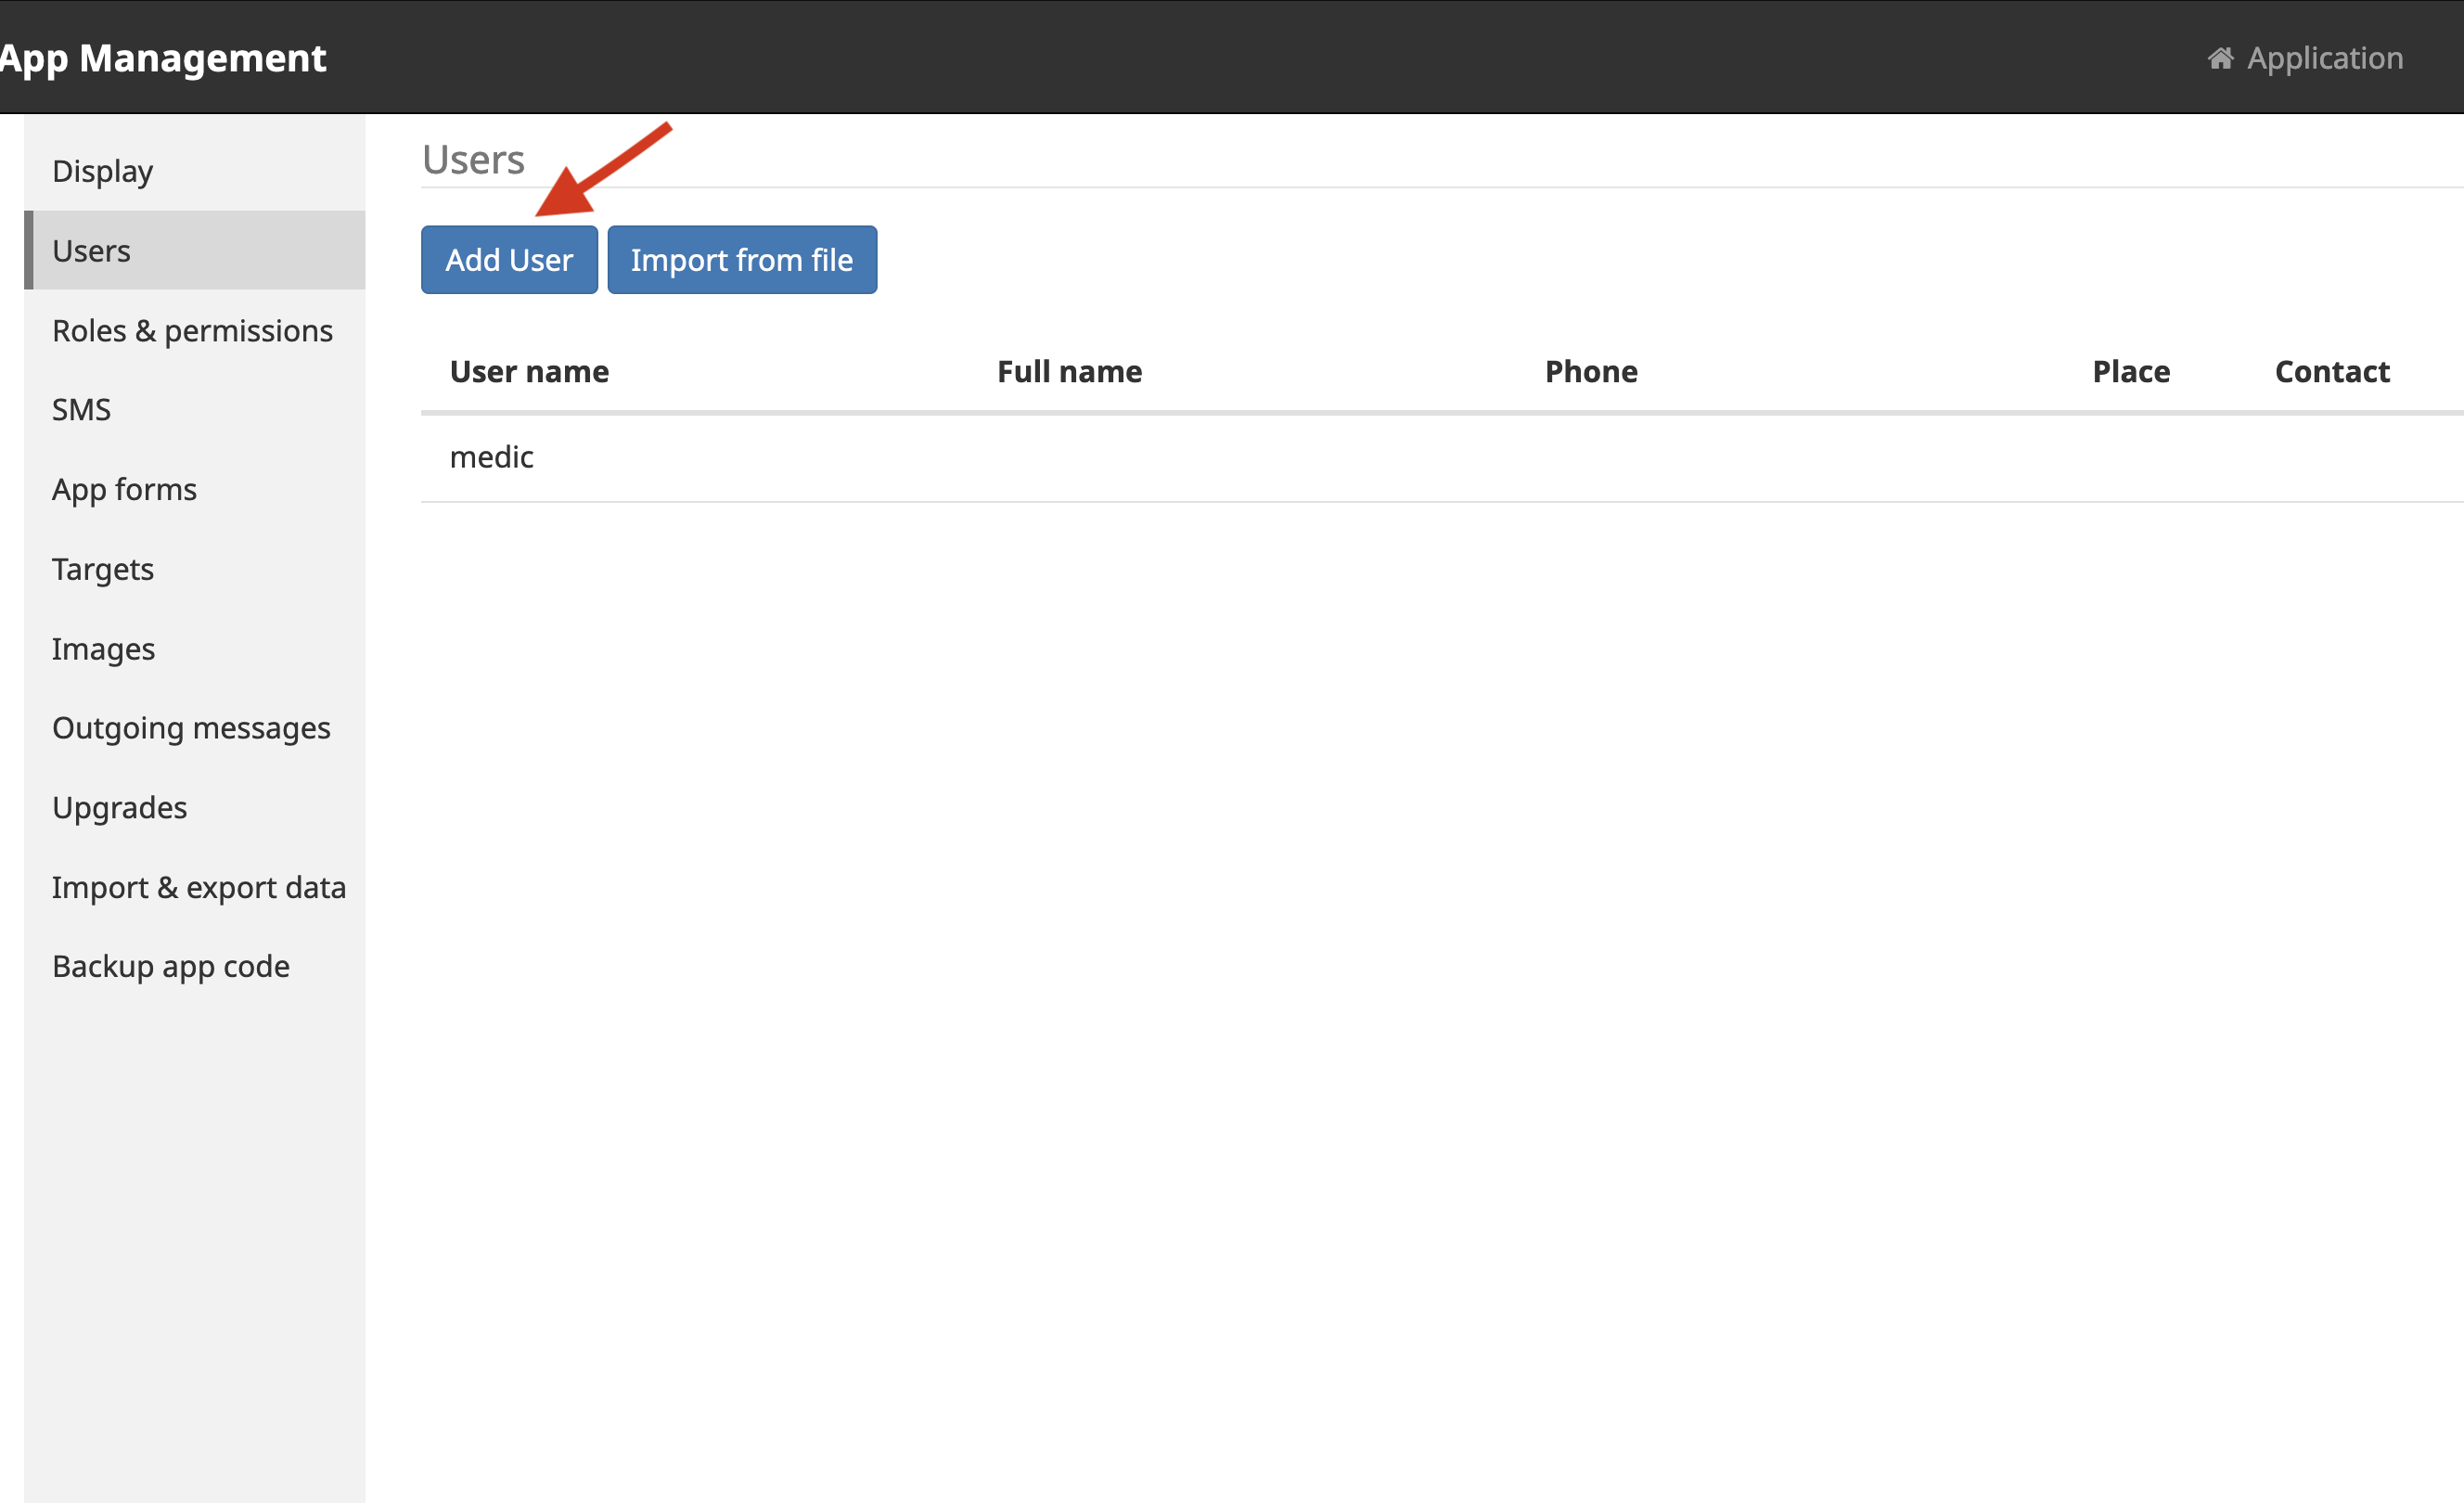 App Management
Application
Display
Users
Roles & permissions
SMS
App forms
Targets
Images
Outgoing messages
Upgrades
Import & export data
Backup app code
Users
Add User
Import from file
User name Full name Phone Place Contact
medic